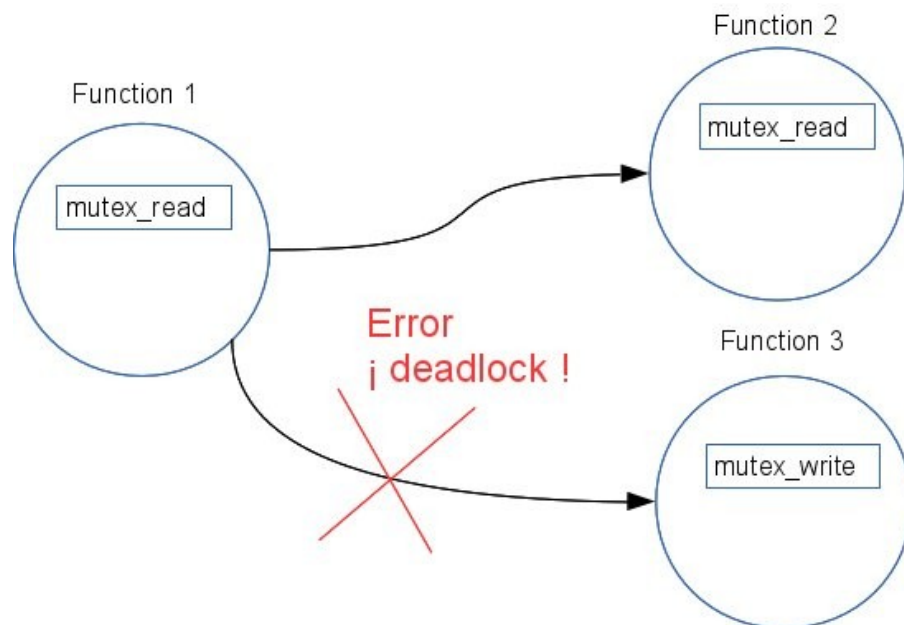 Function 2
Function 1
mutex_read
mutex_read
Error
¡ deadlock !
Function 3
mutex_write